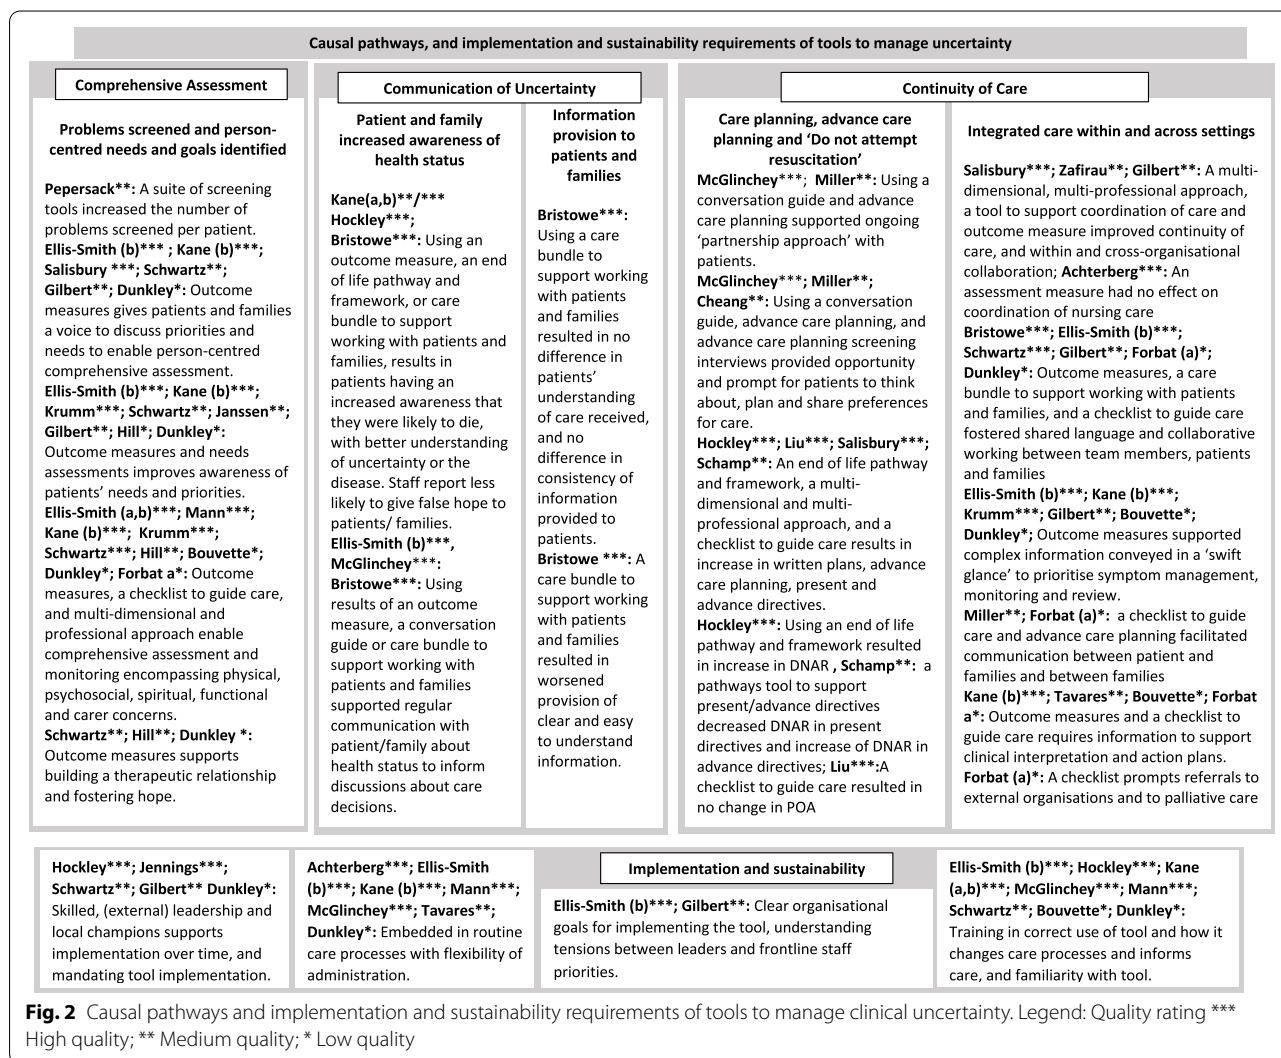 Causal pathways, and implementation and sustainability requirements of tools to manage uncertainty
Comprehensive Assessment
Problems screened and person-
centred needs and goals identified
Pepersack**: A suite of screening
tools increased the number of
problems screened per patient.
Ellis-Smith (b)*** ; Kane (b)***;
Salisbury ***; Schwartz**;
Gilbert**; Dunkley*: Outcome
measures gives patients and families
a voice to discuss priorities and
needs to enable person-centred
comprehensive assessment.
Ellis-Smith (b)***; Kane (b)***;
Krumm***; Schwartz**; Janssen**;
Gilbert**; Hill*; Dunkley*:
Outcome measures and needs
assessments improves awareness of
patients’ needs and priorities.
Ellis-Smith (a,b)***; Mann***;
Kane (b)***;  Krumm***;
Schwartz***; Hill**; Bouvette*;
Dunkley*; Forbat a*: Outcome
measures, a checklist to guide care,
and multi-dimensional and
professional approach enable
comprehensive assessment and
monitoring encompassing physical,
psychosocial, spiritual, functional
and carer concerns.
Schwartz**; Hill**; Dunkley *:
Outcome measures supports
building a therapeutic relationship
and fostering hope.
Communication of Uncertainty
Patient and family
increased awareness of
health status
Kane(a,b)**/***
Hockley***;
Bristowe***: Using an
outcome measure, an end
of life pathway and
framework, or care
bundle to support
working with patients and
families, results in
patients having an
increased awareness that
they were likely to die,
with better understanding
of uncertainty or the
disease. Staff report less
likely to give false hope to
patients/ families.
Ellis-Smith (b)***,
McGlinchey***:
Bristowe***: Using
results of an outcome
measure, a conversation
guide or care bundle to
support working with
patients and families
supported regular
communication with
patient/family about
health status to inform
discussions about care
decisions.
Information
provision to
patients and
families
Bristowe***:
Using a care
bundle to
support working
with patients
and families
resulted in no
difference in
patients’
understanding
of care received,
and no
difference in
consistency of
information
provided to
patients.
Bristowe ***: A
care bundle to
support working
with patients
and families
resulted in
worsened
provision of
clear and easy
to understand
information.
Continuity of Care
Care planning, advance care
planning and ‘Do not attempt
resuscitation’
McGlinchey***;  Miller**: Using a
conversation guide and advance
care planning supported ongoing
‘partnership approach’ with
patients.
McGlinchey***; Miller**;
Cheang**: Using a conversation
guide, advance care planning, and
advance care planning screening
interviews provided opportunity
and prompt for patients to think
about, plan and share preferences
for care.
Hockley***; Liu***; Salisbury***;
Schamp**: An end of life pathway
and framework, a multi-
dimensional and multi-
professional approach, and a
checklist to guide care results in
increase in written plans, advance
care planning, present and
advance directives.
Hockley***: Using an end of life
pathway and framework resulted
in increase in DNAR , Schamp**:  a
pathways tool to support
present/advance directives
decreased DNAR in present
directives and increase of DNAR in
advance directives; Liu***:A
checklist to guide care resulted in
no change in POA
Integrated care within and across settings
Salisbury***; Zafirau**; Gilbert**: A multi-
dimensional, multi-professional approach,
a tool to support coordination of care and
outcome measure improved continuity of
care, and within and cross-organisational
collaboration; Achterberg***: An
assessment measure had no effect on
coordination of nursing care
Bristowe***; Ellis-Smith (b)***;
Schwartz***; Gilbert**; Forbat (a)*;
Dunkley*: Outcome measures, a care
bundle to support working with patients
and families, and a checklist to guide care
fostered shared language and collaborative
working between team members, patients
and families
Ellis-Smith (b)***; Kane (b)***;
Krumm***; Gilbert**; Bouvette*;
Dunkley*; Outcome measures supported
complex information conveyed in a ‘swift
glance’ to prioritise symptom management,
monitoring and review.
Miller**; Forbat (a)*:  a checklist to guide
care and advance care planning facilitated
communication between patient and
families and between families
Kane (b)***; Tavares**; Bouvette*; Forbat
a*: Outcome measures and a checklist to
guide care requires information to support
clinical interpretation and action plans.
Forbat (a)*: A checklist prompts referrals to
external organisations and to palliative care
Hockley***; Jennings***;
Schwartz**; Gilbert** Dunkley*:
Skilled, (external) leadership and
local champions supports
implementation over time, and
mandating tool implementation.
Achterberg***; Ellis-Smith
(b)***; Kane (b)***; Mann***;
McGlinchey***; Tavares**;
Dunkley*: Embedded in routine
care processes with flexibility of
administration.
Implementation and sustainability
Ellis-Smith (b)***; Gilbert**: Clear organisational
goals for implementing the tool, understanding
tensions between leaders and frontline staff
priorities.
Ellis-Smith (b)***; Hockley***; Kane
(a,b)***; McGlinchey***; Mann***;
Schwartz**; Bouvette*; Dunkley*:
Training in correct use of tool and how it
changes care processes and informs
care, and familiarity with tool.
Fig. 2 Causal pathways and implementation and sustainability requirements of tools to manage clinical uncertainty. Legend: Quality rating ***
High quality; ** Medium quality; * Low quality